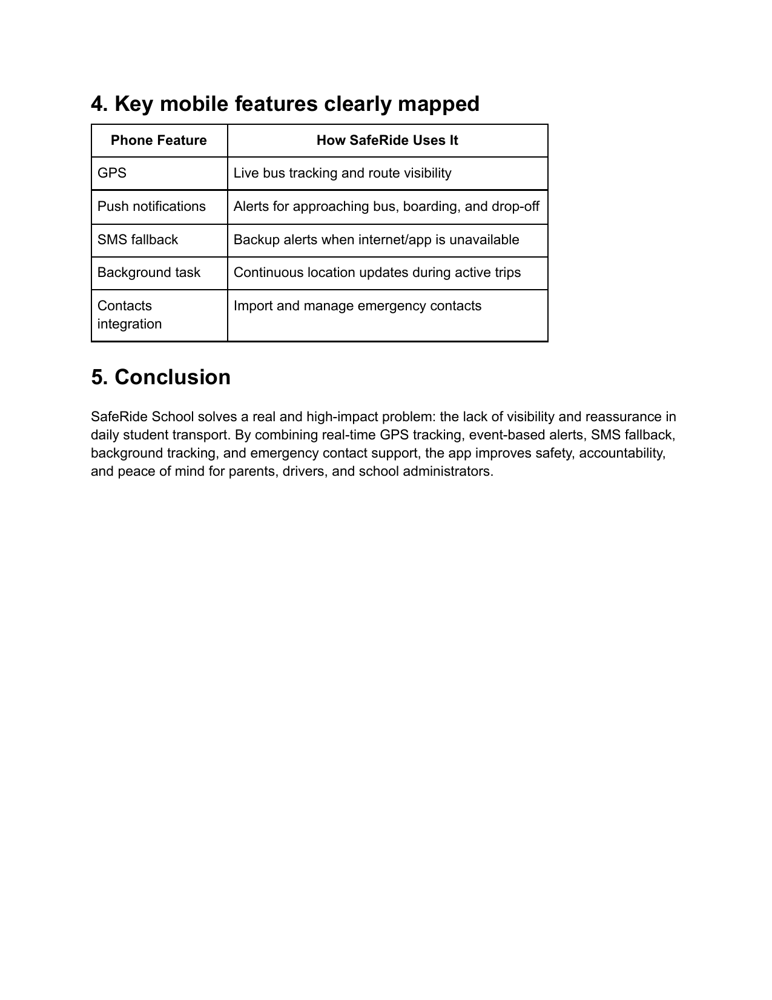 4. Key mobile features clearly mapped
Phone Feature How SafeRide Uses It
GPS Live bus tracking and route visibility
Push notifications Alerts for approaching bus, boarding, and drop-off
SMS fallback Backup alerts when internet/app is unavailable
Background task Continuous location updates during active trips
Contacts Import and manage emergency contacts
integration
5. Conclusion
SafeRide School solves a real and high-impact problem: the lack of visibility and reassurance in
daily student transport. By combining real-time GPS tracking, event-based alerts, SMS fallback,
background tracking, and emergency contact support, the app improves safety, accountability,
and peace of mind for parents, drivers, and school administrators.